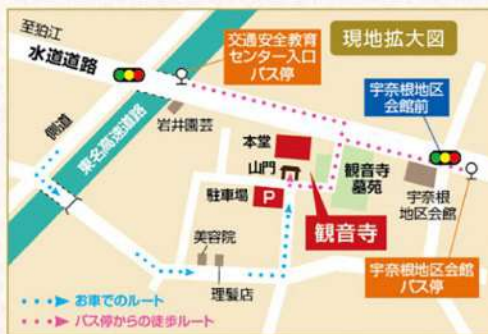 至狛江
水道道路
交通安全教育
センター入口
バス停
現地拡大図
宇奈根地区
会館前
側道
東名高速道路
岩井園芸
本堂
山門
観音寺
墓苑
駐車場
P
観音寺
宇奈根
地区会館
美容院
理髪店
宇奈根地区会館
バス停
お車でのルート
バス停からの徒歩ルート